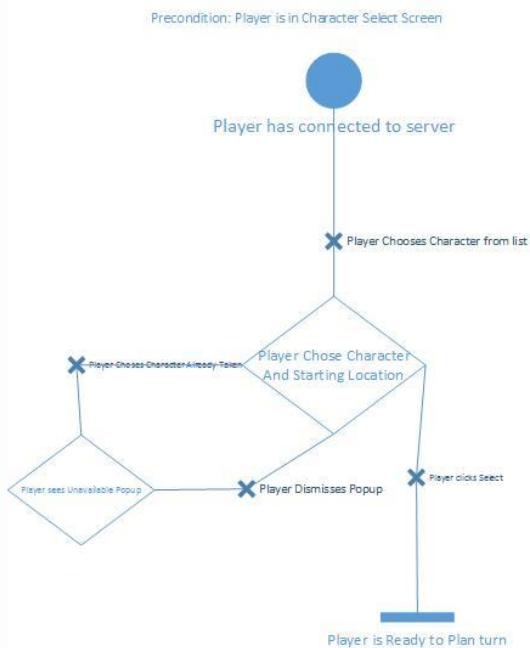 Precondition: Player is in Character Select Screen
Player has connected to server
Player Chooses Character from list
Player Chose Character
And Starting Location
Player Choses Character Already Taken
Player sees Unavailable Popup
Player Dismisses Popup
Player clicks Select
Player is Ready to Plan turn